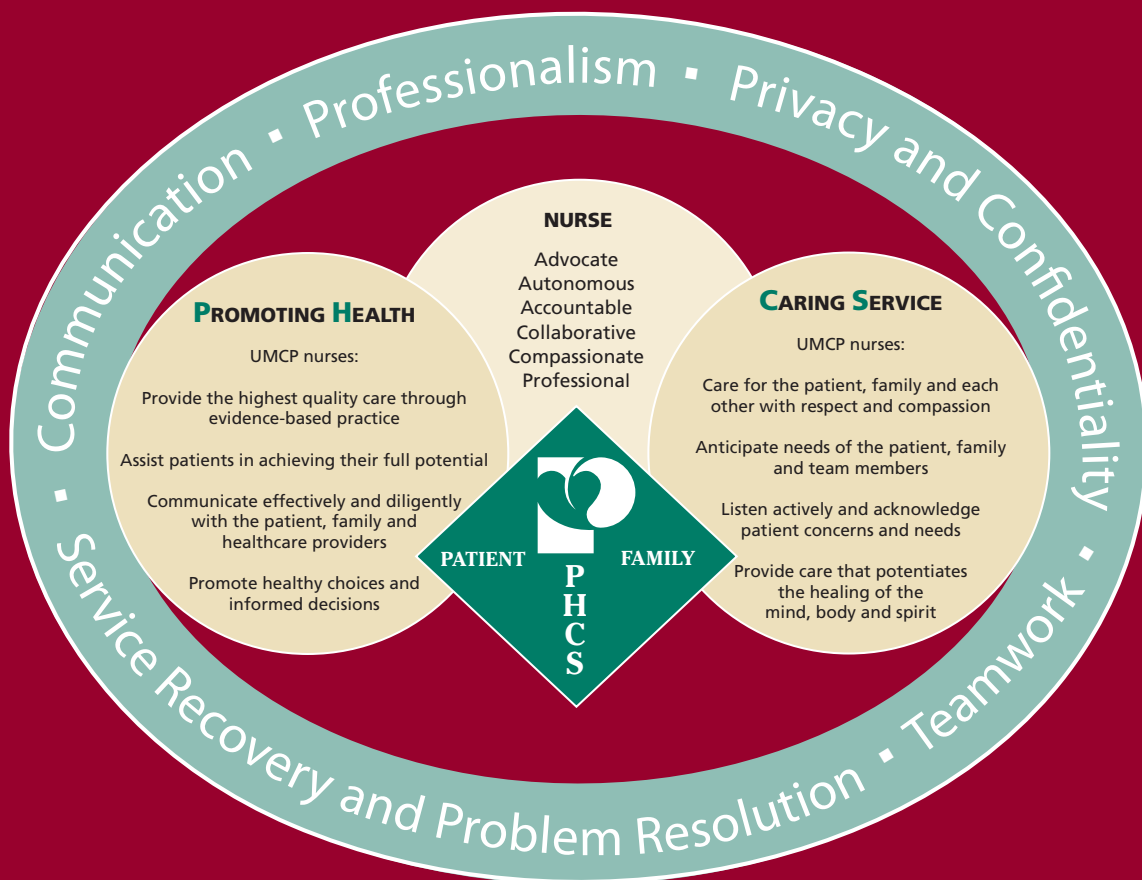 Communication ▪ Professionalism ▪ Privacy and Confidentiality ▪ Teamwork ▪ Service Recovery and Problem Resolution ▪
NURSE
Advocate
Autonomous
Accountable
Collaborative
Compassionate
Professional
PROMOTING HEALTH
UMCP nurses:
Provide the highest quality care through
evidence-based practice
Assist patients in achieving their full potential
Communicate effectively and diligently
with the patient, family and
healthcare providers
Promote healthy choices and
informed decisions
CARING SERVICE
UMCP nurses:
Care for the patient, family and each
other with respect and compassion
Anticipate needs of the patient, family
and team members
Listen actively and acknowledge
patient concerns and needs
Provide care that potentiates
the healing of the
mind, body and spirit
PATIENT
FAMILY
P
H
C
S